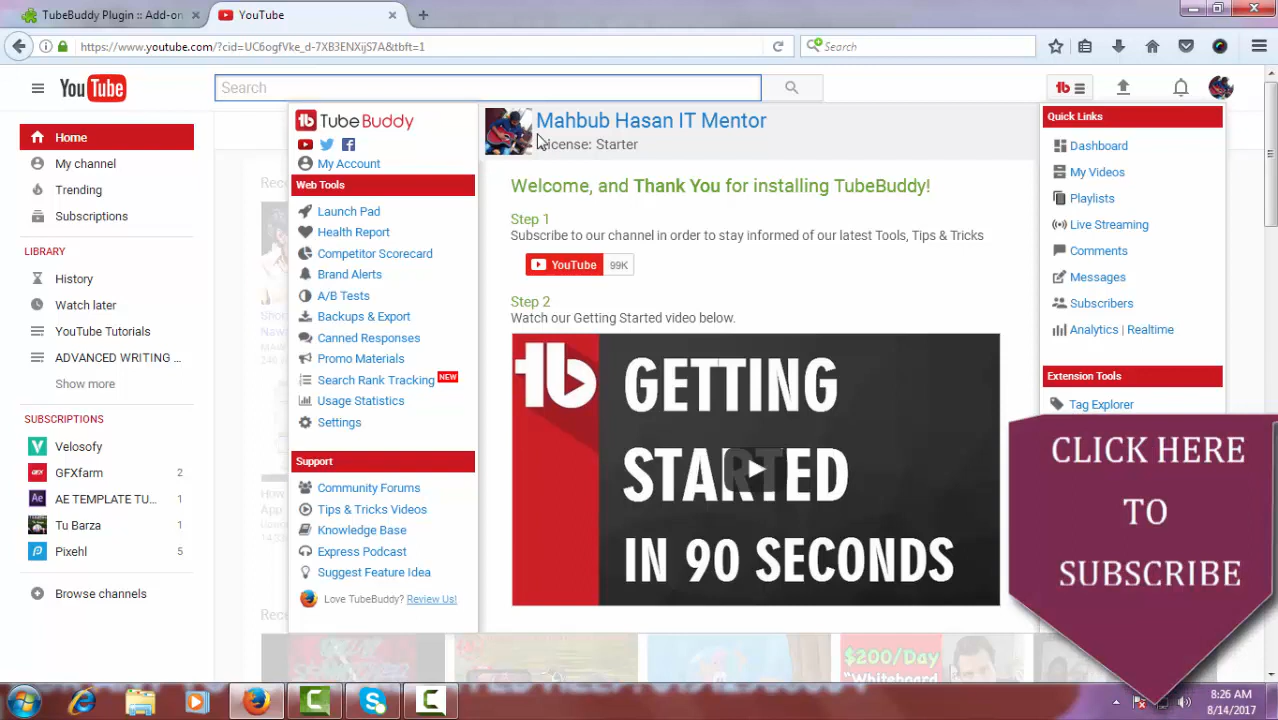 TubeBuddy Plugin :: Add-on
YouTube
https://www.youtube.com/?cid=UC6ogfVke_d-7XB3ENXijS7A&tbft=1
Search
YouTube
Search
Home
My channel
Trending
Subscriptions
LIBRARY
History
Watch later
YouTube Tutorials
ADVANCED WRITING ...
Show more
SUBSCRIPTIONS
Velosofy
GFXfarm 2
AE TEMPLATE TU... 1
Tu Barza 1
Pixehl 5
Browse channels
TubeBuddy
My Account
Web Tools
Launch Pad
Health Report
Competitor Scorecard
Brand Alerts
A/B Tests
Backups & Export
Canned Responses
Promo Materials
Search Rank Tracking NEW
Usage Statistics
Settings
Support
Community Forums
Tips & Tricks Videos
Knowledge Base
Express Podcast
Suggest Feature Idea
Love TubeBuddy? Review Us!
Mahbub Hasan IT Mentor
License: Starter
Welcome, and Thank You for installing TubeBuddy!
Step 1
Subscribe to our channel in order to stay informed of our latest Tools, Tips & Tricks
YouTube 99K
Step 2
Watch our Getting Started video below.
GETTING
STARTED
IN 90 SECONDS
Quick Links
Dashboard
My Videos
Playlists
Live Streaming
Comments
Messages
Subscribers
Analytics | Realtime
Extension Tools
Tag Explorer
CLICK HERE
TO
SUBSCRIBE
$200/Day
"Whiteboard
8:26 AM
8/14/2017